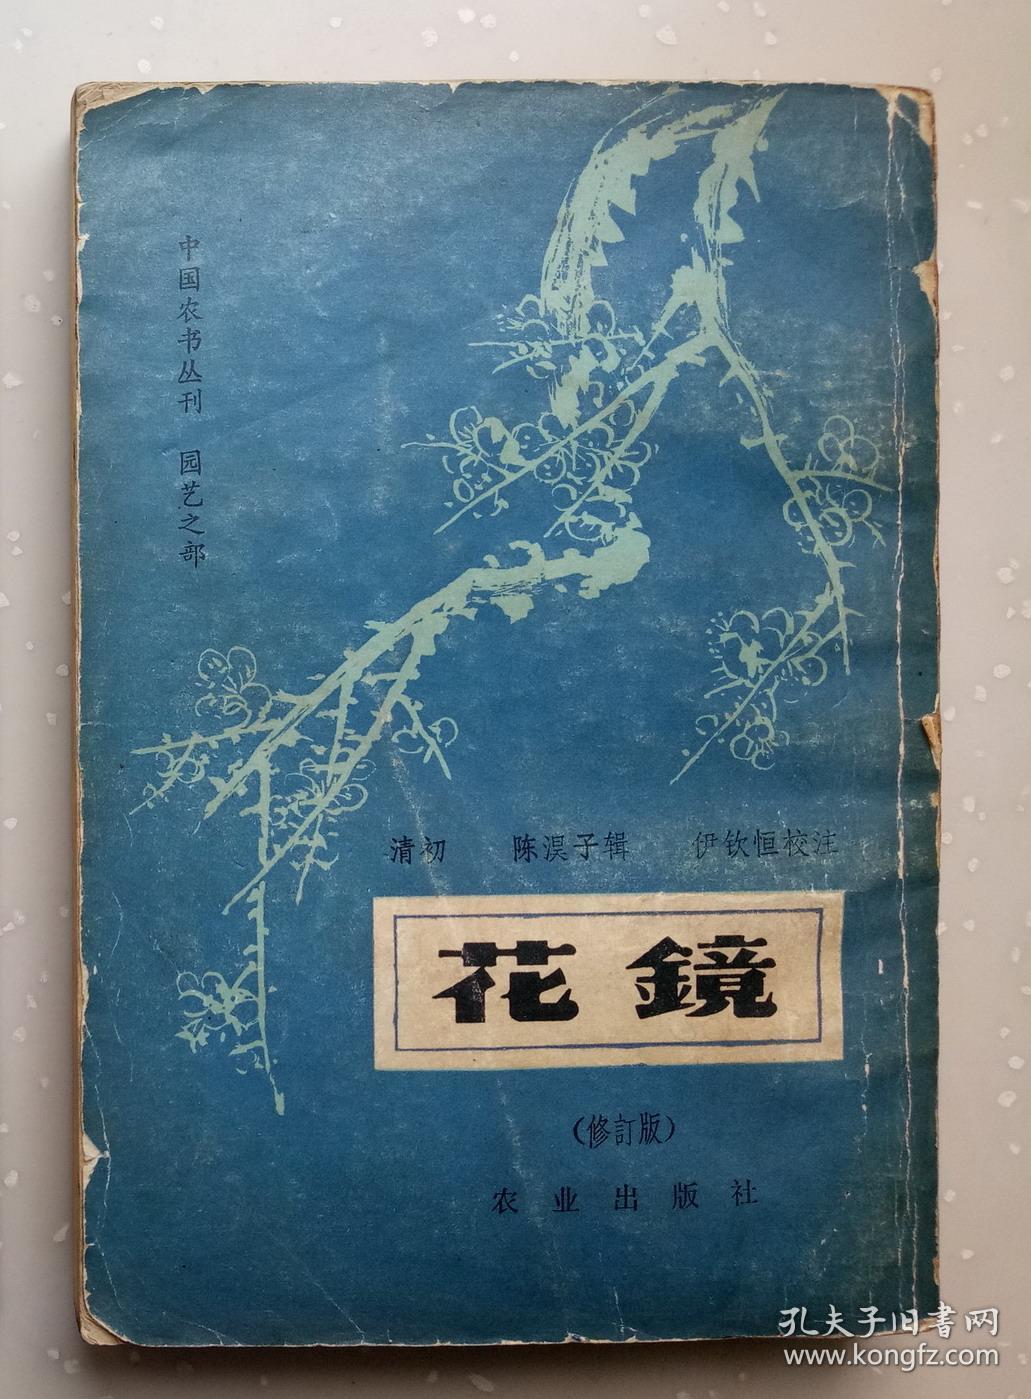 中国农书丛刊 园艺之部
清初 陈淏子辑 伊钦恒校注
花鏡
(修訂版)
农业出版社
孔夫子旧书网
www.kongfz.com